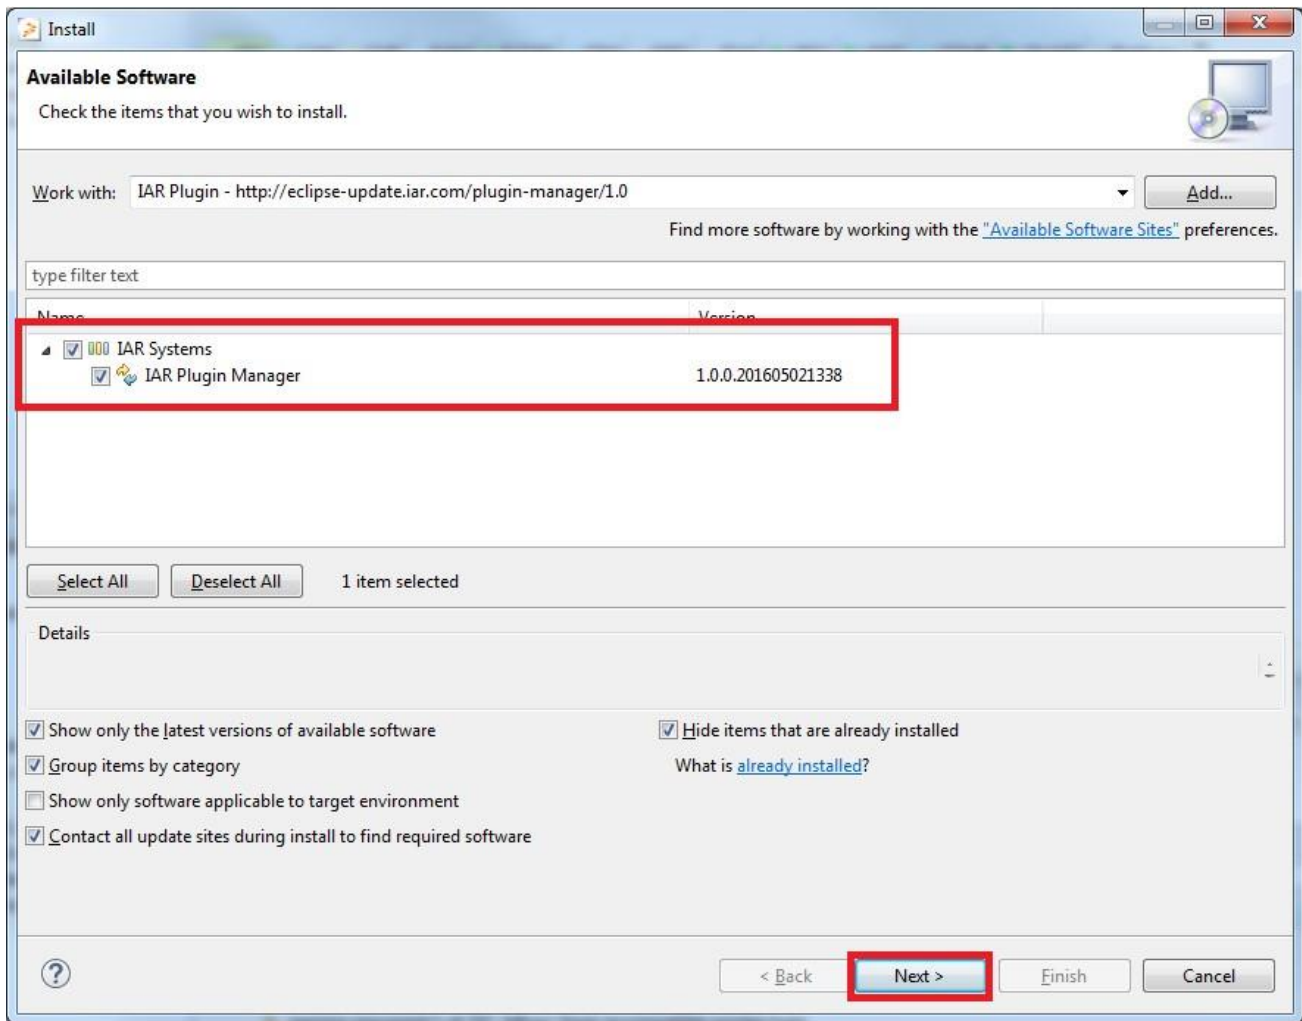 Install
Available Software
Check the items that you wish to install.
Work with: IAR Plugin - http://eclipse-update.iar.com/plugin-manager/1.0 Add...
Find more software by working with the "Available Software Sites" preferences.
type filter text
Name Version
IAR Systems
IAR Plugin Manager 1.0.0.201605021338
Select All Deselect All 1 item selected
Details
Show only the latest versions of available software Hide items that are already installed
Group items by category What is already installed?
Show only software applicable to target environment
Contact all update sites during install to find required software
? < Back Next > Finish Cancel